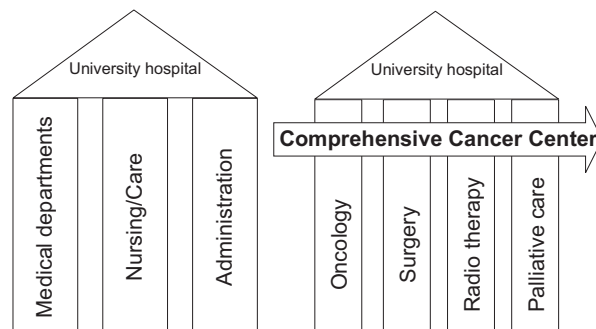 University hospital
Medical departments
Nursing/Care
Administration
University hospital
Comprehensive Cancer Center
Oncology
Surgery
Radio therapy
Palliative care